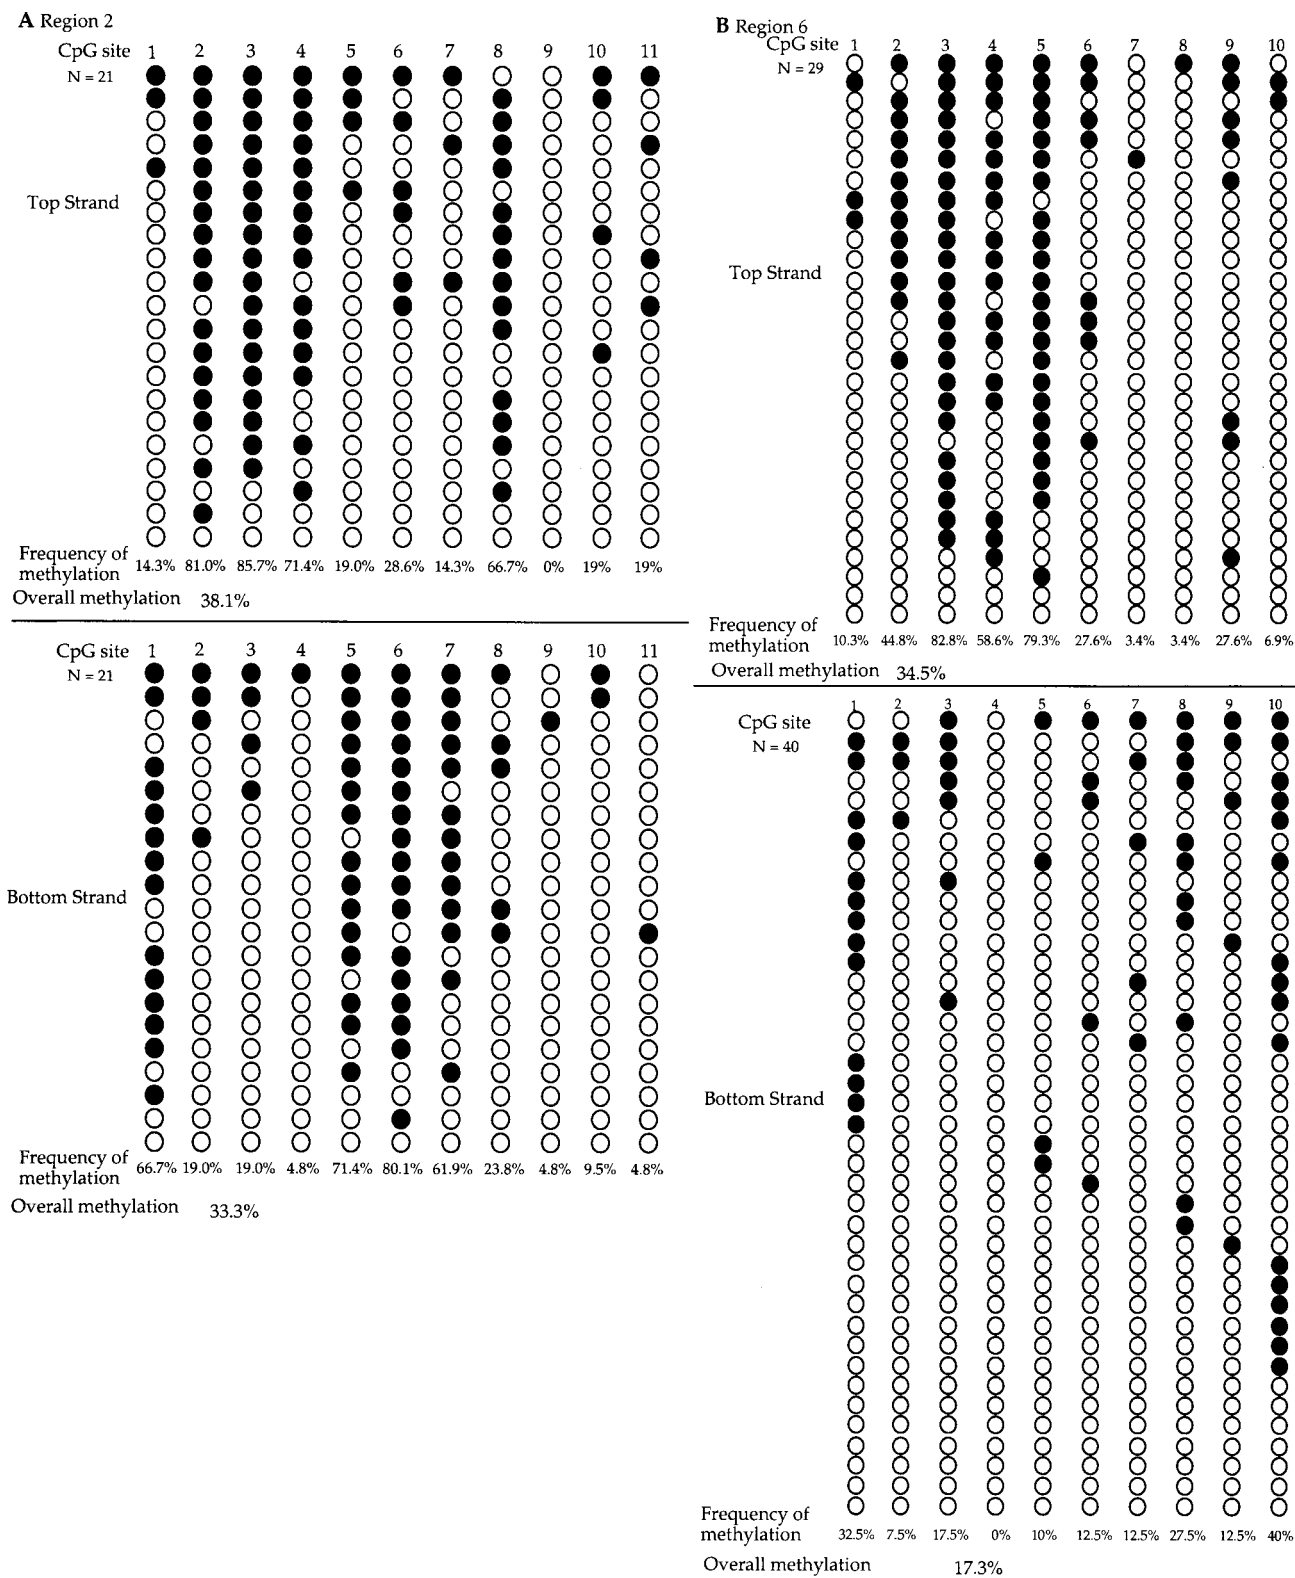 A Region 2
CpG site 1 2 3 4 5 6 7 8 9 10 11
N = 21
Top Strand
Frequency of
methylation 14.3% 81.0% 85.7% 71.4% 19.0% 28.6% 14.3% 66.7% 0% 19% 19%
Overall methylation 38.1%
CpG site 1 2 3 4 5 6 7 8 9 10 11
N = 21
Bottom Strand
Frequency of
methylation 66.7% 19.0% 19.0% 4.8% 71.4% 80.1% 61.9% 23.8% 4.8% 9.5% 4.8%
Overall methylation 33.3%
B Region 6
CpG site 1 2 3 4 5 6 7 8 9 10
N = 29
Top Strand
Frequency of
methylation 10.3% 44.8% 82.8% 58.6% 79.3% 27.6% 3.4% 3.4% 27.6% 6.9%
Overall methylation 34.5%
CpG site 1 2 3 4 5 6 7 8 9 10
N = 40
Bottom Strand
Frequency of
methylation 32.5% 7.5% 17.5% 0% 10% 12.5% 12.5% 27.5% 12.5% 40%
Overall methylation 17.3%